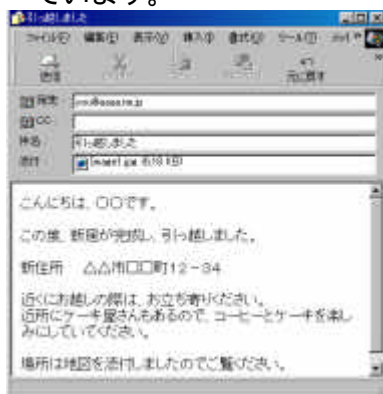 ています。
引っ越しました
ファイル(F) 編集(E) 表示(V) 挿入(I) 書式(O) ツール(T)
送信 元に戻す
宛先
CC
件名 引っ越しました
添付
こんにちは、〇〇です。
この度、新居が完成し、引っ越しました。
新住所　△△市□□町12-34
近くにお越しの際は、お立ち寄りください。
近所にケーキ屋さんもあるので、コーヒーとケーキを楽し
みにしていてください。
場所は地図を添付しましたのでご覧ください。